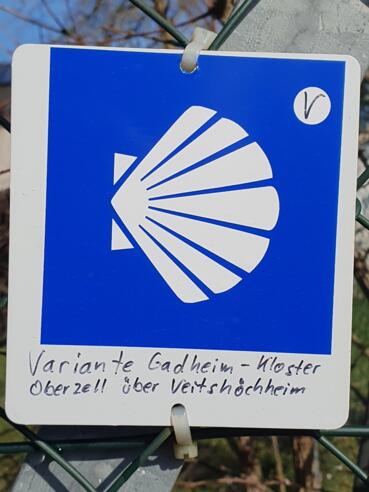 V
Variante Gadheim - Kloster
Oberzell über Veitshöchheim